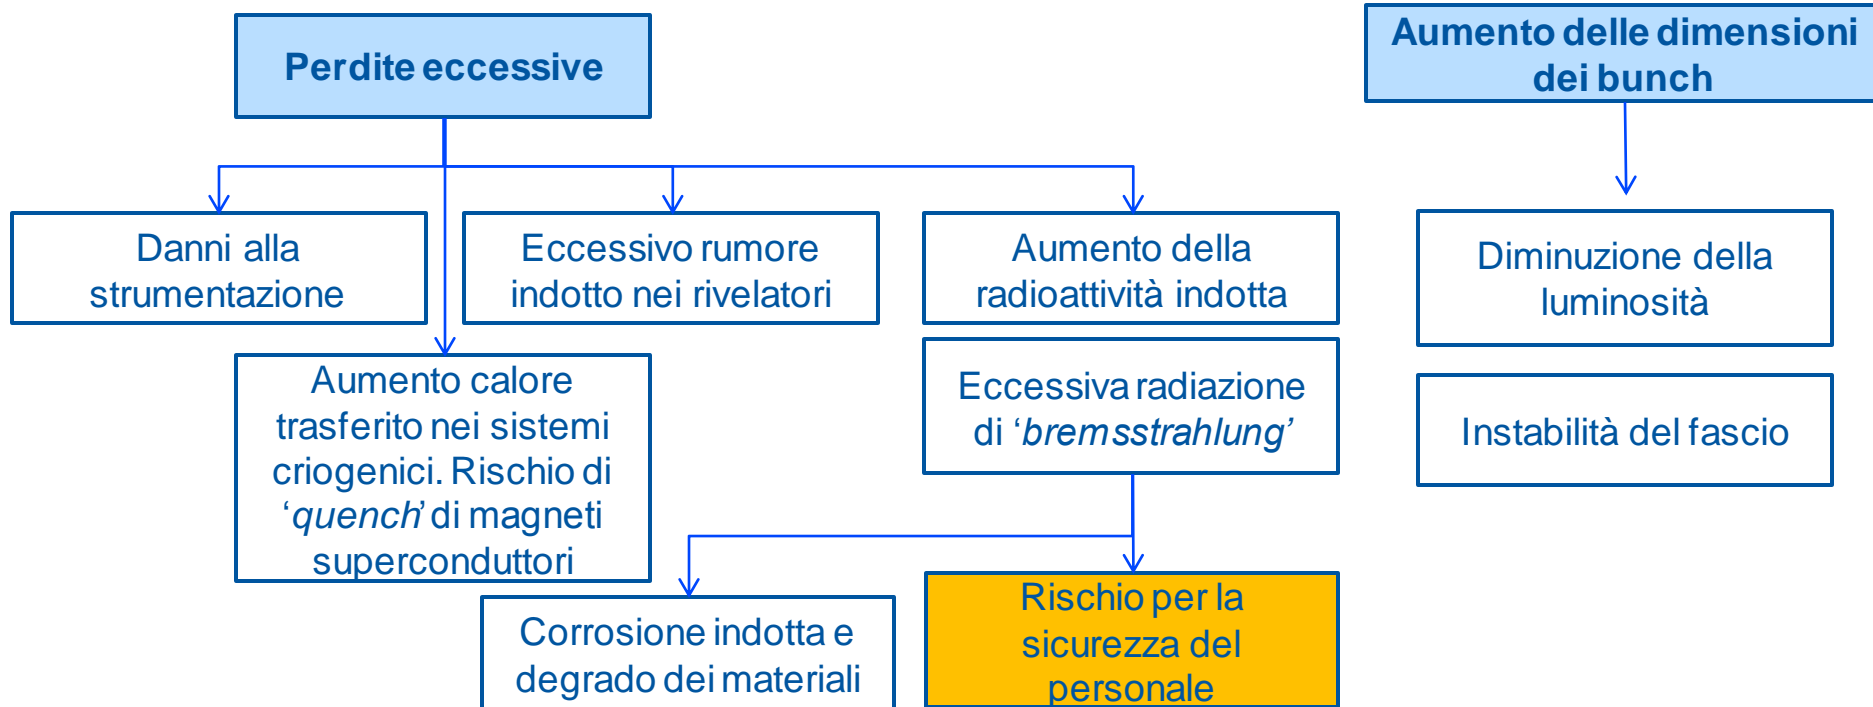 Perdite eccessive
Aumento delle dimensioni
dei bunch
Danni alla
strumentazione
Eccessivo rumore
indotto nei rivelatori
Aumento della
radioattività indotta
Diminuzione della
luminosità
Aumento calore
trasferito nei sistemi
criogenici. Rischio di
‘quench’ di magneti
superconduttori
Eccessiva radiazione
di ‘bremsstrahlung’
Instabilità del fascio
Corrosione indotta e
degrado dei materiali
Rischio per la
sicurezza del
personale